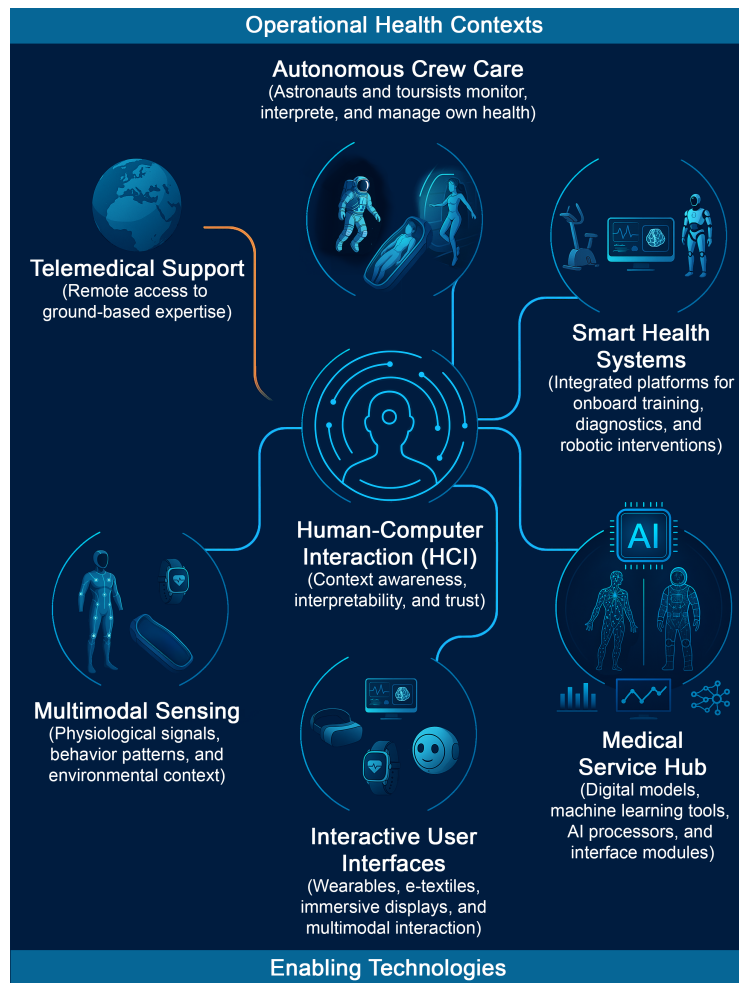 Operational Health Contexts
Autonomous Crew Care
(Astronauts and toursists monitor,
interprete, and manage own health)
Telemedical Support
(Remote access to
ground-based expertise)
Smart Health
Systems
(Integrated platforms for
onboard training,
diagnostics, and
robotic interventions)
Human-Computer
Interaction (HCI)
(Context awareness,
interpretability, and trust)
AI
Multimodal Sensing
(Physiological signals,
behavior patterns, and
environmental context)
Medical
Service Hub
(Digital models,
machine learning tools,
AI processors, and
interface modules)
Interactive User
Interfaces
(Wearables, e-textiles,
immersive displays, and
multimodal interaction)
Enabling Technologies